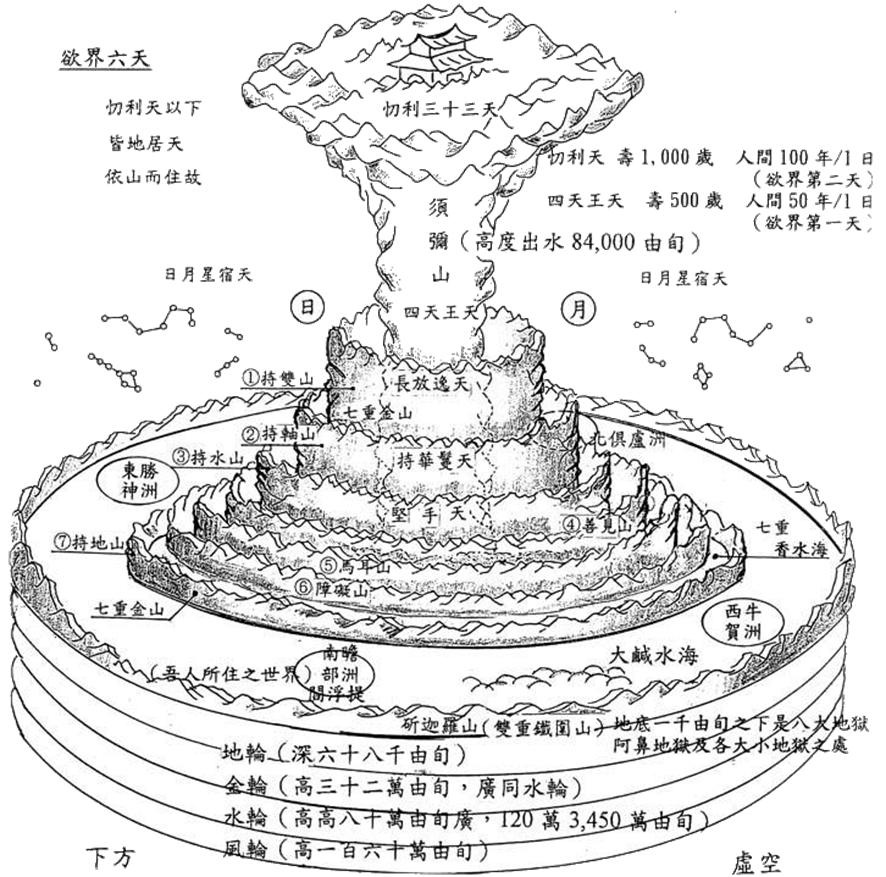 欲界六天
忉利天以下
皆地居天
依山而住故
忉利三十三天
忉利天 壽1,000歲 人間100年/1日
(欲界第二天)
四天王天 壽500歲 人間50年/1日
(欲界第一天)
須
彌(高度出水84,000由旬)
山
日月星宿天
日
四天王天
月
日月星宿天
①持雙山
長放逸天
七重金山
②持軸山
北俱盧洲
③持水山
持華鬘天
東勝
神洲
堅手天
④善見山
七重
香水海
⑦持地山
⑤馬耳山
⑥障礙山
七重金山
西牛
賀洲
大鹹水海
(吾人所住之世界)
南瞻
部洲
閻浮提
斫迦羅山(雙重鐵圍山)
地底一千由旬之下是八大地獄
阿鼻地獄及各大小地獄之處
地輪(深六十八千由旬)
金輪(高三十二萬由旬,廣同水輪)
水輪(高高八十萬由旬廣,120萬3,450萬由旬)
風輪(高一百六十萬由旬)
下方
虛空